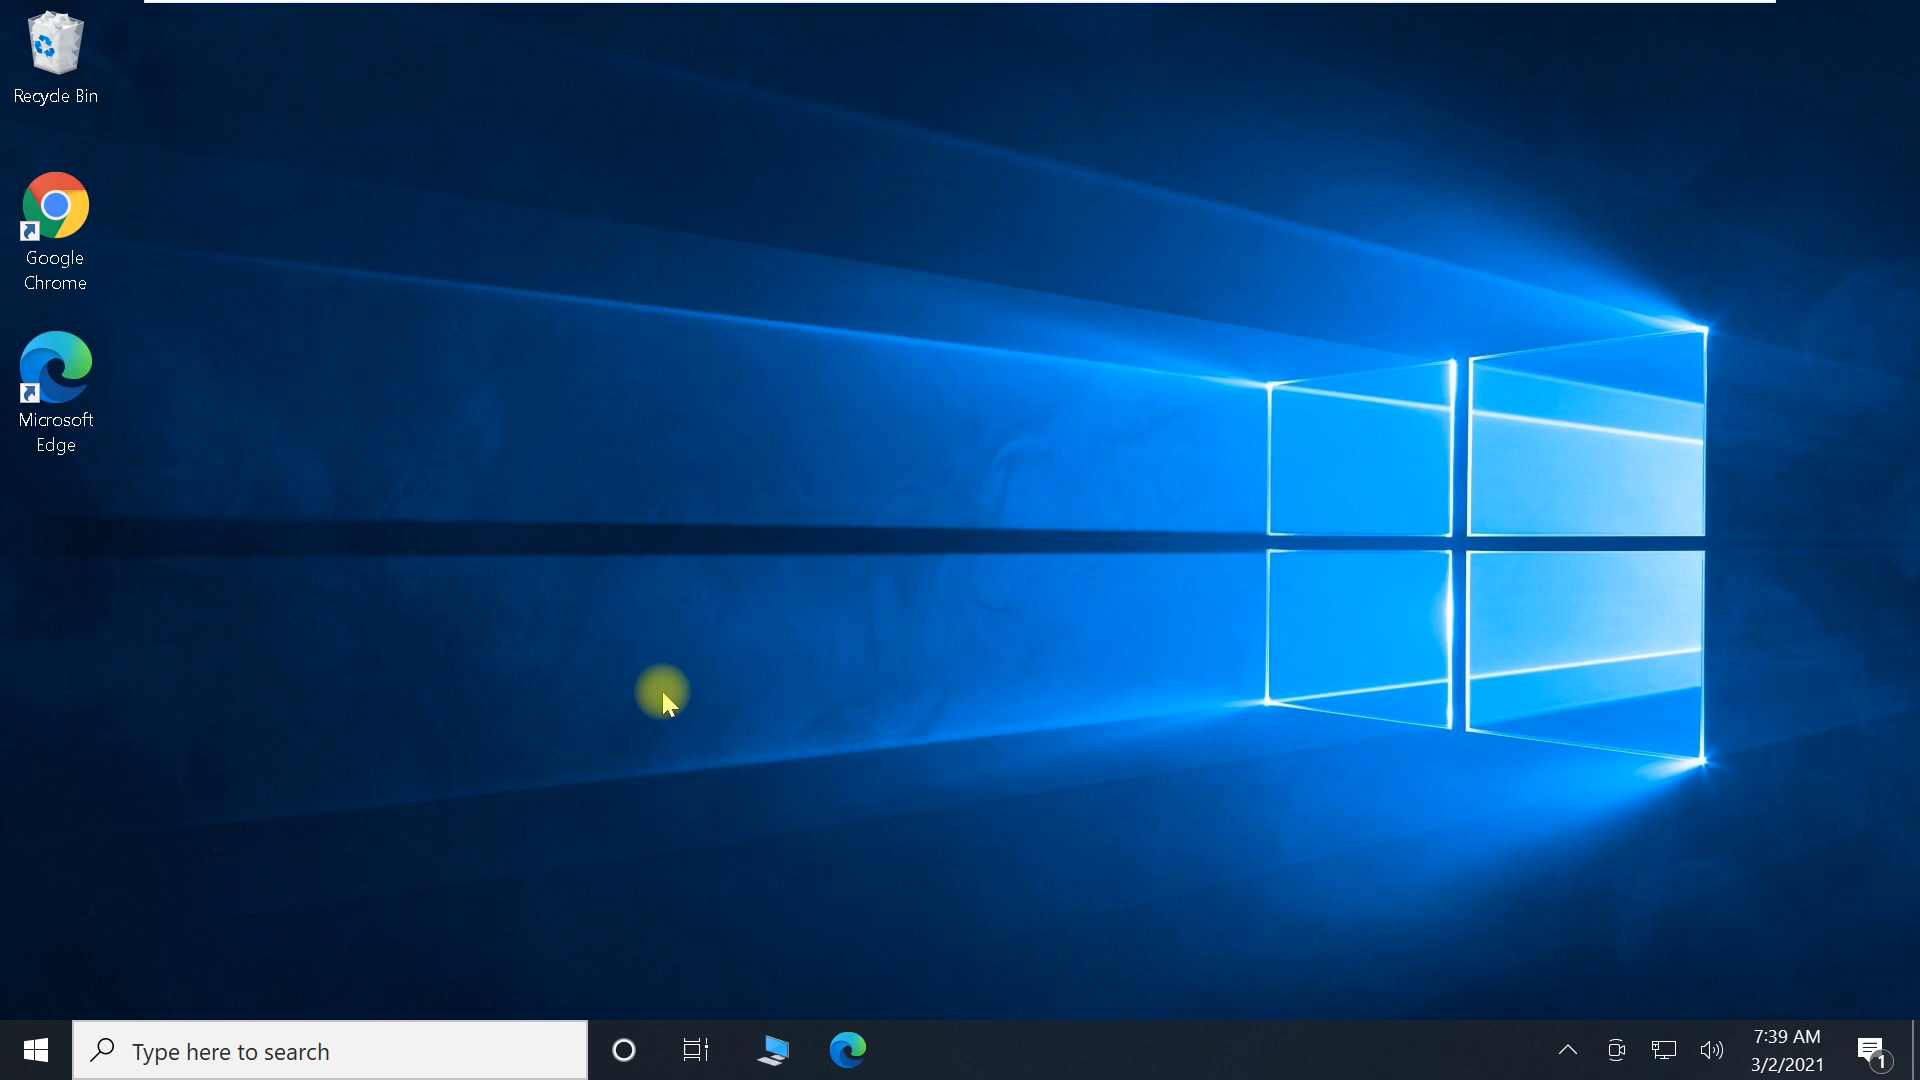 Recycle Bin
Google
Chrome
Microsoft
Edge
Type here to search
7:39 AM
3/2/2021
1